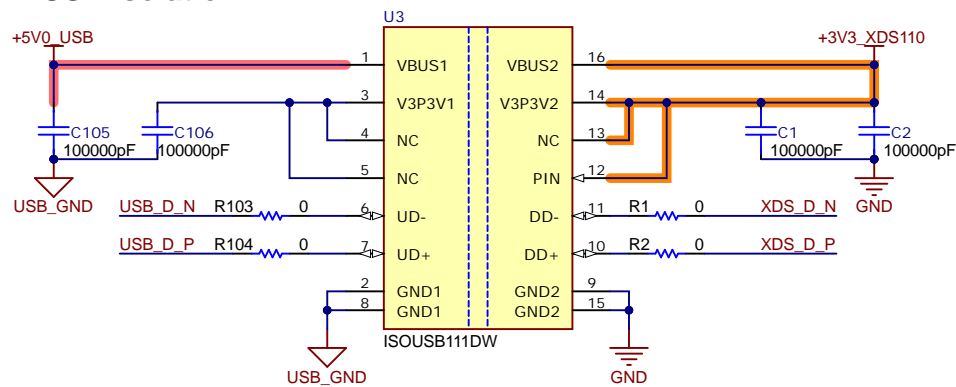 U3
+5V0_USB
+3V3_XDS110
1 VBUS1 VBUS2 16
3 V3P3V1 V3P3V2 14
C105 C106 4 NC NC 13 C1 C2
100000pF 100000pF 100000pF 100000pF
5 NC PIN 12
USB_GND GND
USB_D_N R103 0 6 UD- DD- 11 R1 0 XDS_D_N
USB_D_P R104 0 7 UD+ DD+ 10 R2 0 XDS_D_P
2 GND1 GND2 9
8 GND1 GND2 15
ISOUSB111DW
USB_GND GND